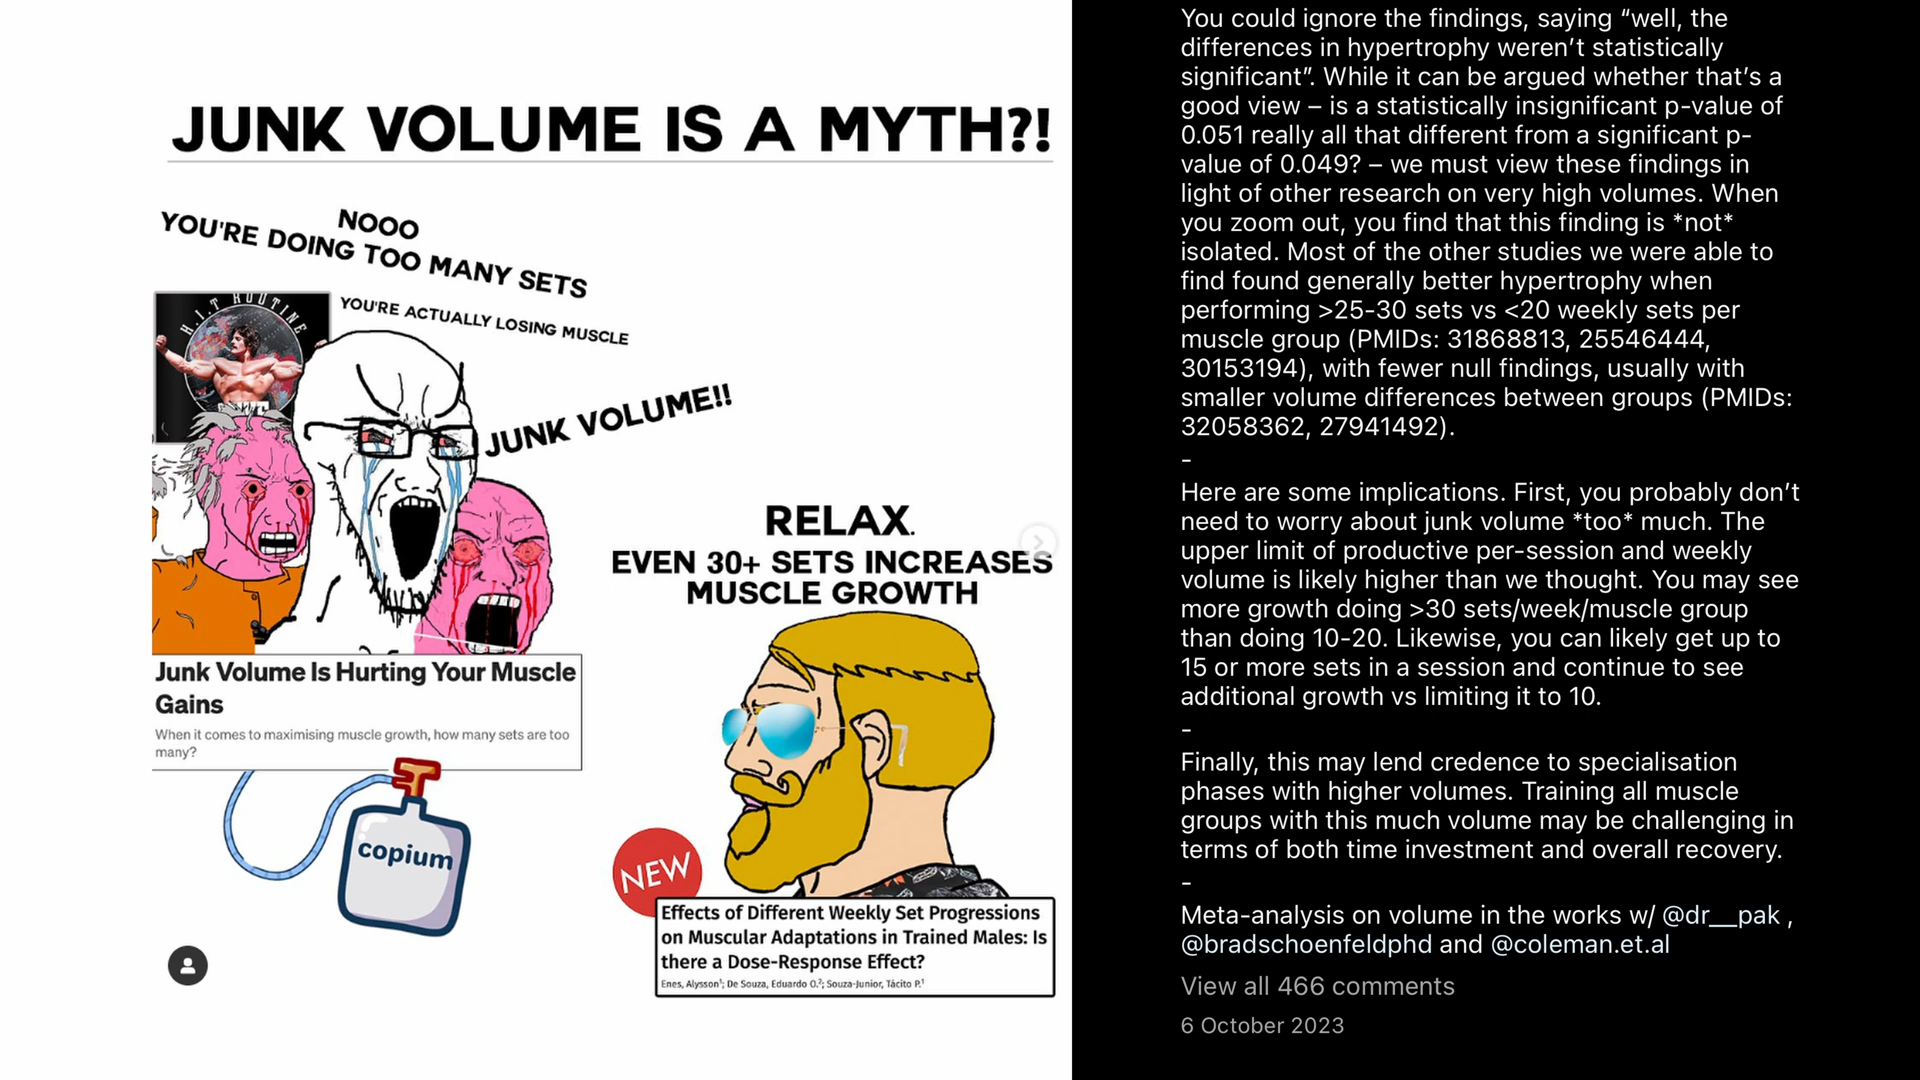 JUNK VOLUME IS A MYTH?!
NOOO
YOU'RE DOING TOO MANY SETS
YOU'RE ACTUALLY LOSING MUSCLE
H.I.T ROUTINE
JUNK VOLUME!!
RELAX.
EVEN 30+ SETS INCREASES
MUSCLE GROWTH
Junk Volume Is Hurting Your Muscle
Gains
When it comes to maximising muscle growth, how many sets are too
many?
copium
NEW
Effects of Different Weekly Set Progressions
on Muscular Adaptations in Trained Males: Is
there a Dose-Response Effect?
Enes, Alysson¹; De Souza, Eduardo O.²; Souza-Junior, Tácito P.¹
You could ignore the findings, saying “well, the
differences in hypertrophy weren’t statistically
significant”. While it can be argued whether that’s a
good view – is a statistically insignificant p-value of
0.051 really all that different from a significant p-
value of 0.049? – we must view these findings in
light of other research on very high volumes. When
you zoom out, you find that this finding is *not*
isolated. Most of the other studies we were able to
find found generally better hypertrophy when
performing >25-30 sets vs <20 weekly sets per
muscle group (PMIDs: 31868813, 25546444,
30153194), with fewer null findings, usually with
smaller volume differences between groups (PMIDs:
32058362, 27941492).
-
Here are some implications. First, you probably don’t
need to worry about junk volume *too* much. The
upper limit of productive per-session and weekly
volume is likely higher than we thought. You may see
more growth doing >30 sets/week/muscle group
than doing 10-20. Likewise, you can likely get up to
15 or more sets in a session and continue to see
additional growth vs limiting it to 10.
-
Finally, this may lend credence to specialisation
phases with higher volumes. Training all muscle
groups with this much volume may be challenging in
terms of both time investment and overall recovery.
-
Meta-analysis on volume in the works w/ @dr__pak ,
@bradschoenfeldphd and @coleman.et.al
View all 466 comments
6 October 2023